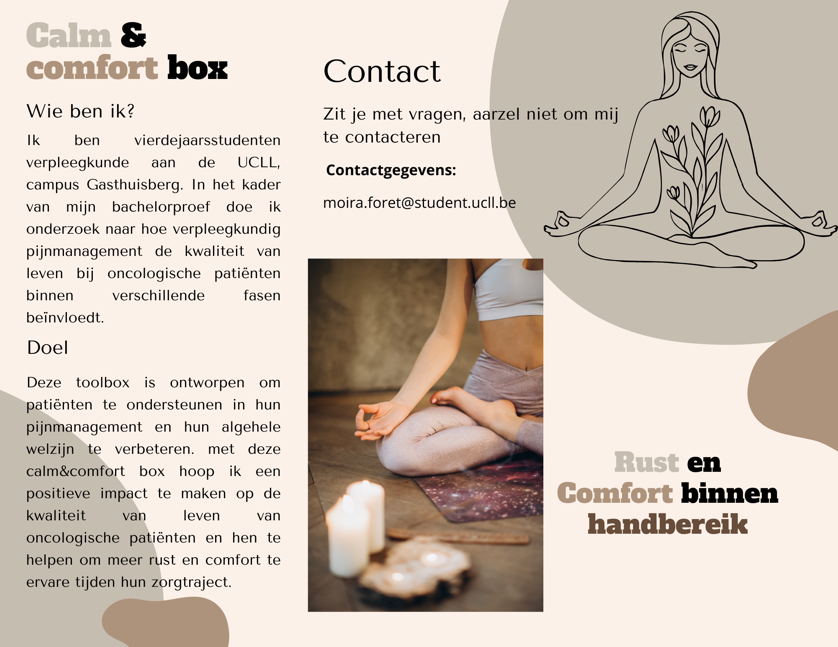 Calm &
comfort box
Wie ben ik?
Ik ben vierdejaarsstudenten
verpleegkunde aan de UCLL,
campus Gasthuisberg. In het kader
van mijn bachelorproef doe ik
onderzoek naar hoe verpleegkundig
pijnmanagement de kwaliteit van
leven bij oncologische patiënten
binnen verschillende fasen
beïnvloedt.
Doel
Deze toolbox is ontworpen om
patiënten te ondersteunen in hun
pijnmanagement en hun algehele
welzijn te verbeteren. met deze
calm&comfort box hoop ik een
positieve impact te maken op de
kwaliteit van leven van
oncologische patiënten en hen te
helpen om meer rust en comfort te
ervare tijden hun zorgtraject.
Contact
Zit je met vragen, aarzel niet om mij
te contacteren
Contactgegevens:
moira.foret@student.ucll.be
Rust en
Comfort binnen
handbereik